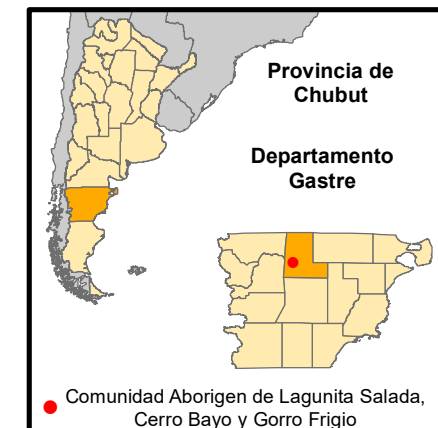 Provincia de
Chubut
Departamento
Gastre
Comunidad Aborigen de Lagunita Salada,
Cerro Bayo y Gorro Frigio